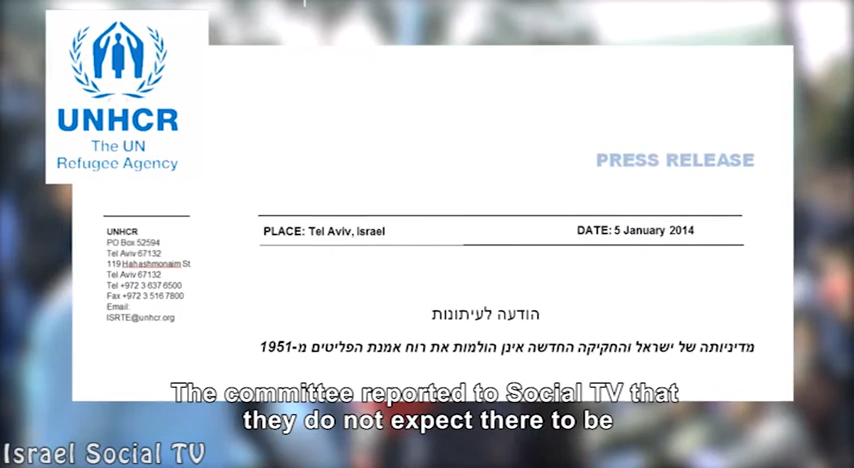 UNHCR
The UN
Refugee Agency
PRESS RELEASE
UNHCR
PO Box 52594
Tel Aviv 67132
119 Hahashmonaim St
Tel Aviv 67132
Tel +972 3 637 6500
Fax +972 3 516 7800
Email:
ISRTE@unhcr.org
PLACE: Tel Aviv, Israel DATE: 5 January 2014
הודעה לעיתונות
מדיניותה של ישראל והחקיקה החדשה אינן הולמות את רוח אמנת הפליטים מ-1951
The committee reported to Social TV that
they do not expect there to be
Israel Social TV